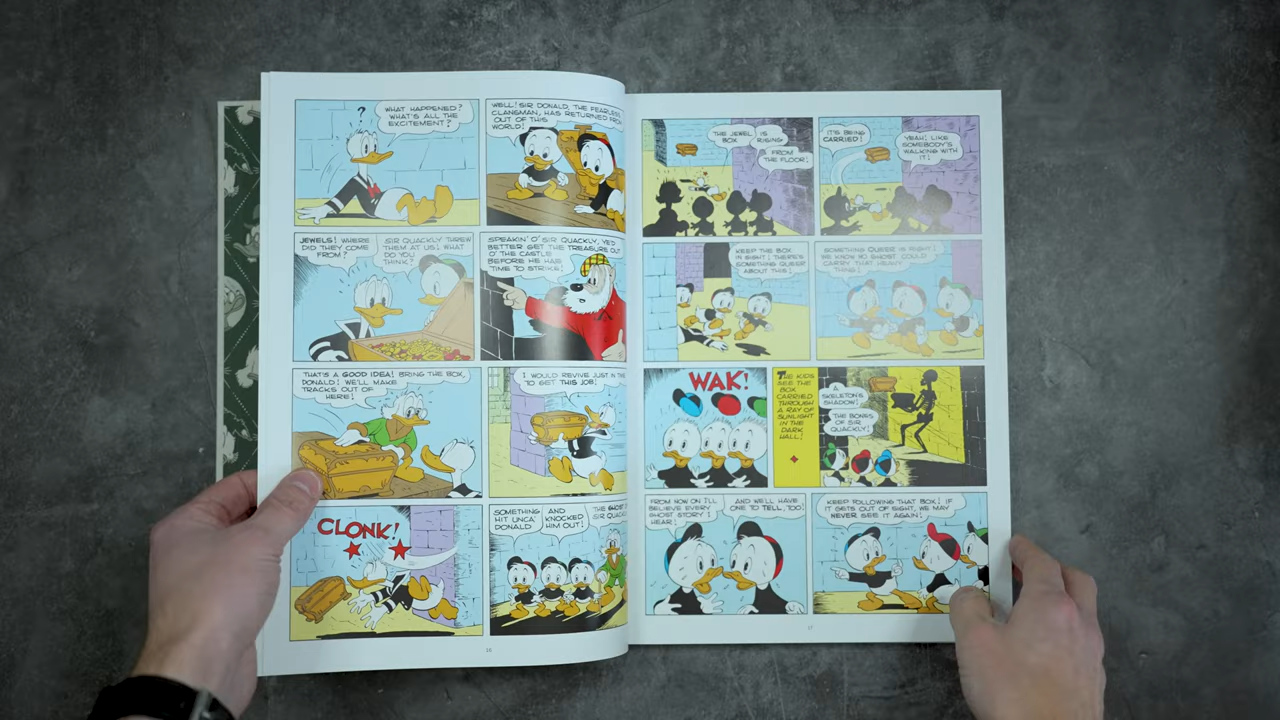 WHAT HAPPENED?
WHAT'S ALL THE
EXCITEMENT?
?
WELL! SIR DONALD, THE FEARLESS
CLANGMAN, HAS RETURNED FROM
OUT OF THIS
WORLD!
JEWELS! WHERE
DID THEY COME
FROM?
SIR QUACKLY THREW
THEM AT US! WHAT
DO YOU
THINK?
SPEAKIN' O' SIR QUACKLY, YE'D
BETTER GET THE TREASURE OUT
O' THE CASTLE
BEFORE HE HAS
TIME TO STRIKE!
THAT'S A GOOD IDEA! BRING THE BOX,
DONALD! WE'LL MAKE
TRACKS OUT OF
HERE!
I WOULD REVIVE JUST IN
TO GET THIS JOB!
CLONK!
SOMETHING
HIT UNCA'
DONALD
AND
KNOCKED
HIM OUT!
THE GHOST
SIR
16
THE JEWEL
BOX
IS
RISING
FROM
THE FLOOR!
IT'S BEING
CARRIED!
YEAH! LIKE
SOMEBODY'S
WALKING WITH
IT!
KEEP THE BOX
IN SIGHT! THERE'S
SOMETHING QUEER
ABOUT THIS!
SOMETHING QUEER IS RIGHT!
WE KNOW NO GHOST COULD
CARRY THAT HEAVY
THING!
WAK!
THE KIDS
SEE THE
BOX
CARRIED
THROUGH
A RAY OF
SUNLIGHT
IN THE
DARK
HALL!
A
SKELETON'S
SHADOW!
THE BONES
OF SIR
QUACKLY!
FROM NOW ON I'LL
BELIEVE EVERY
GHOST STORY I
HEAR!
AND WE'LL HAVE
ONE TO TELL, TOO!
KEEP FOLLOWING THAT BOX! IF
IT GETS OUT OF SIGHT, WE MAY
NEVER SEE IT AGAIN!
17